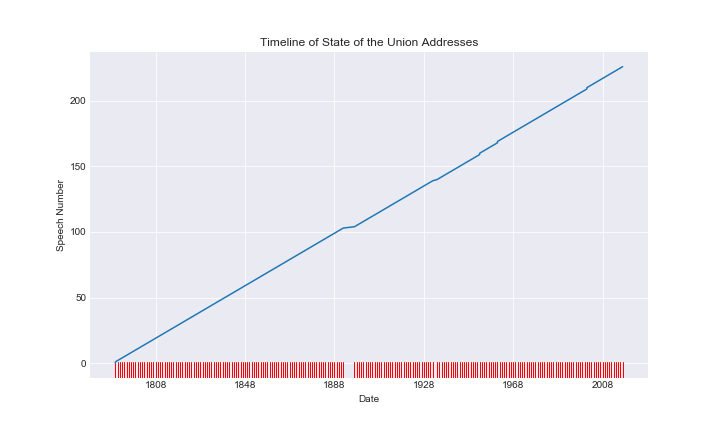 Timeline of State of the Union Addresses
200
150
100
50
0
Speech Number
1808 1848 1888 1928 1968 2008
Date